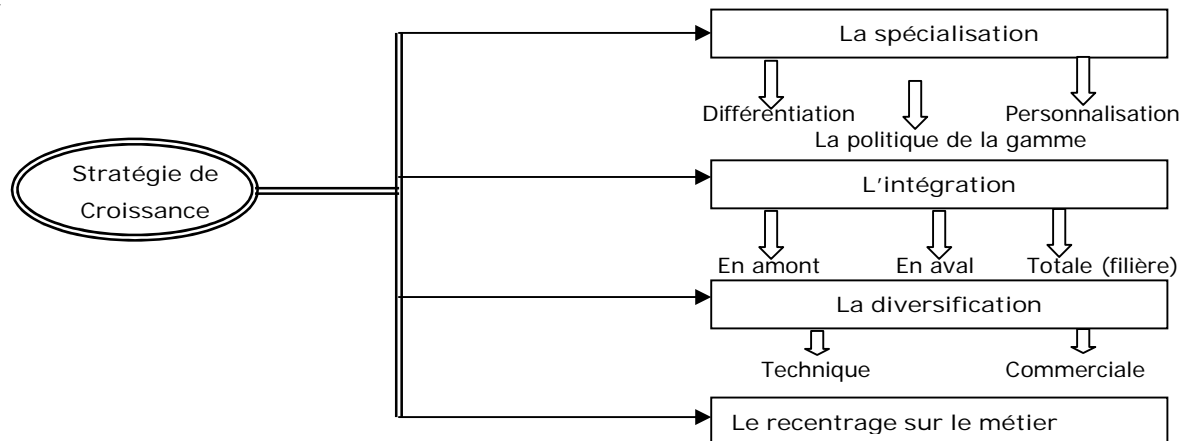 La spécialisation
Différentiation
Personnalisation
La politique de la gamme
Stratégie de
Croissance
L'intégration
En amont
En aval
Totale (filière)
La diversification
Technique
Commerciale
Le recentrage sur le métier